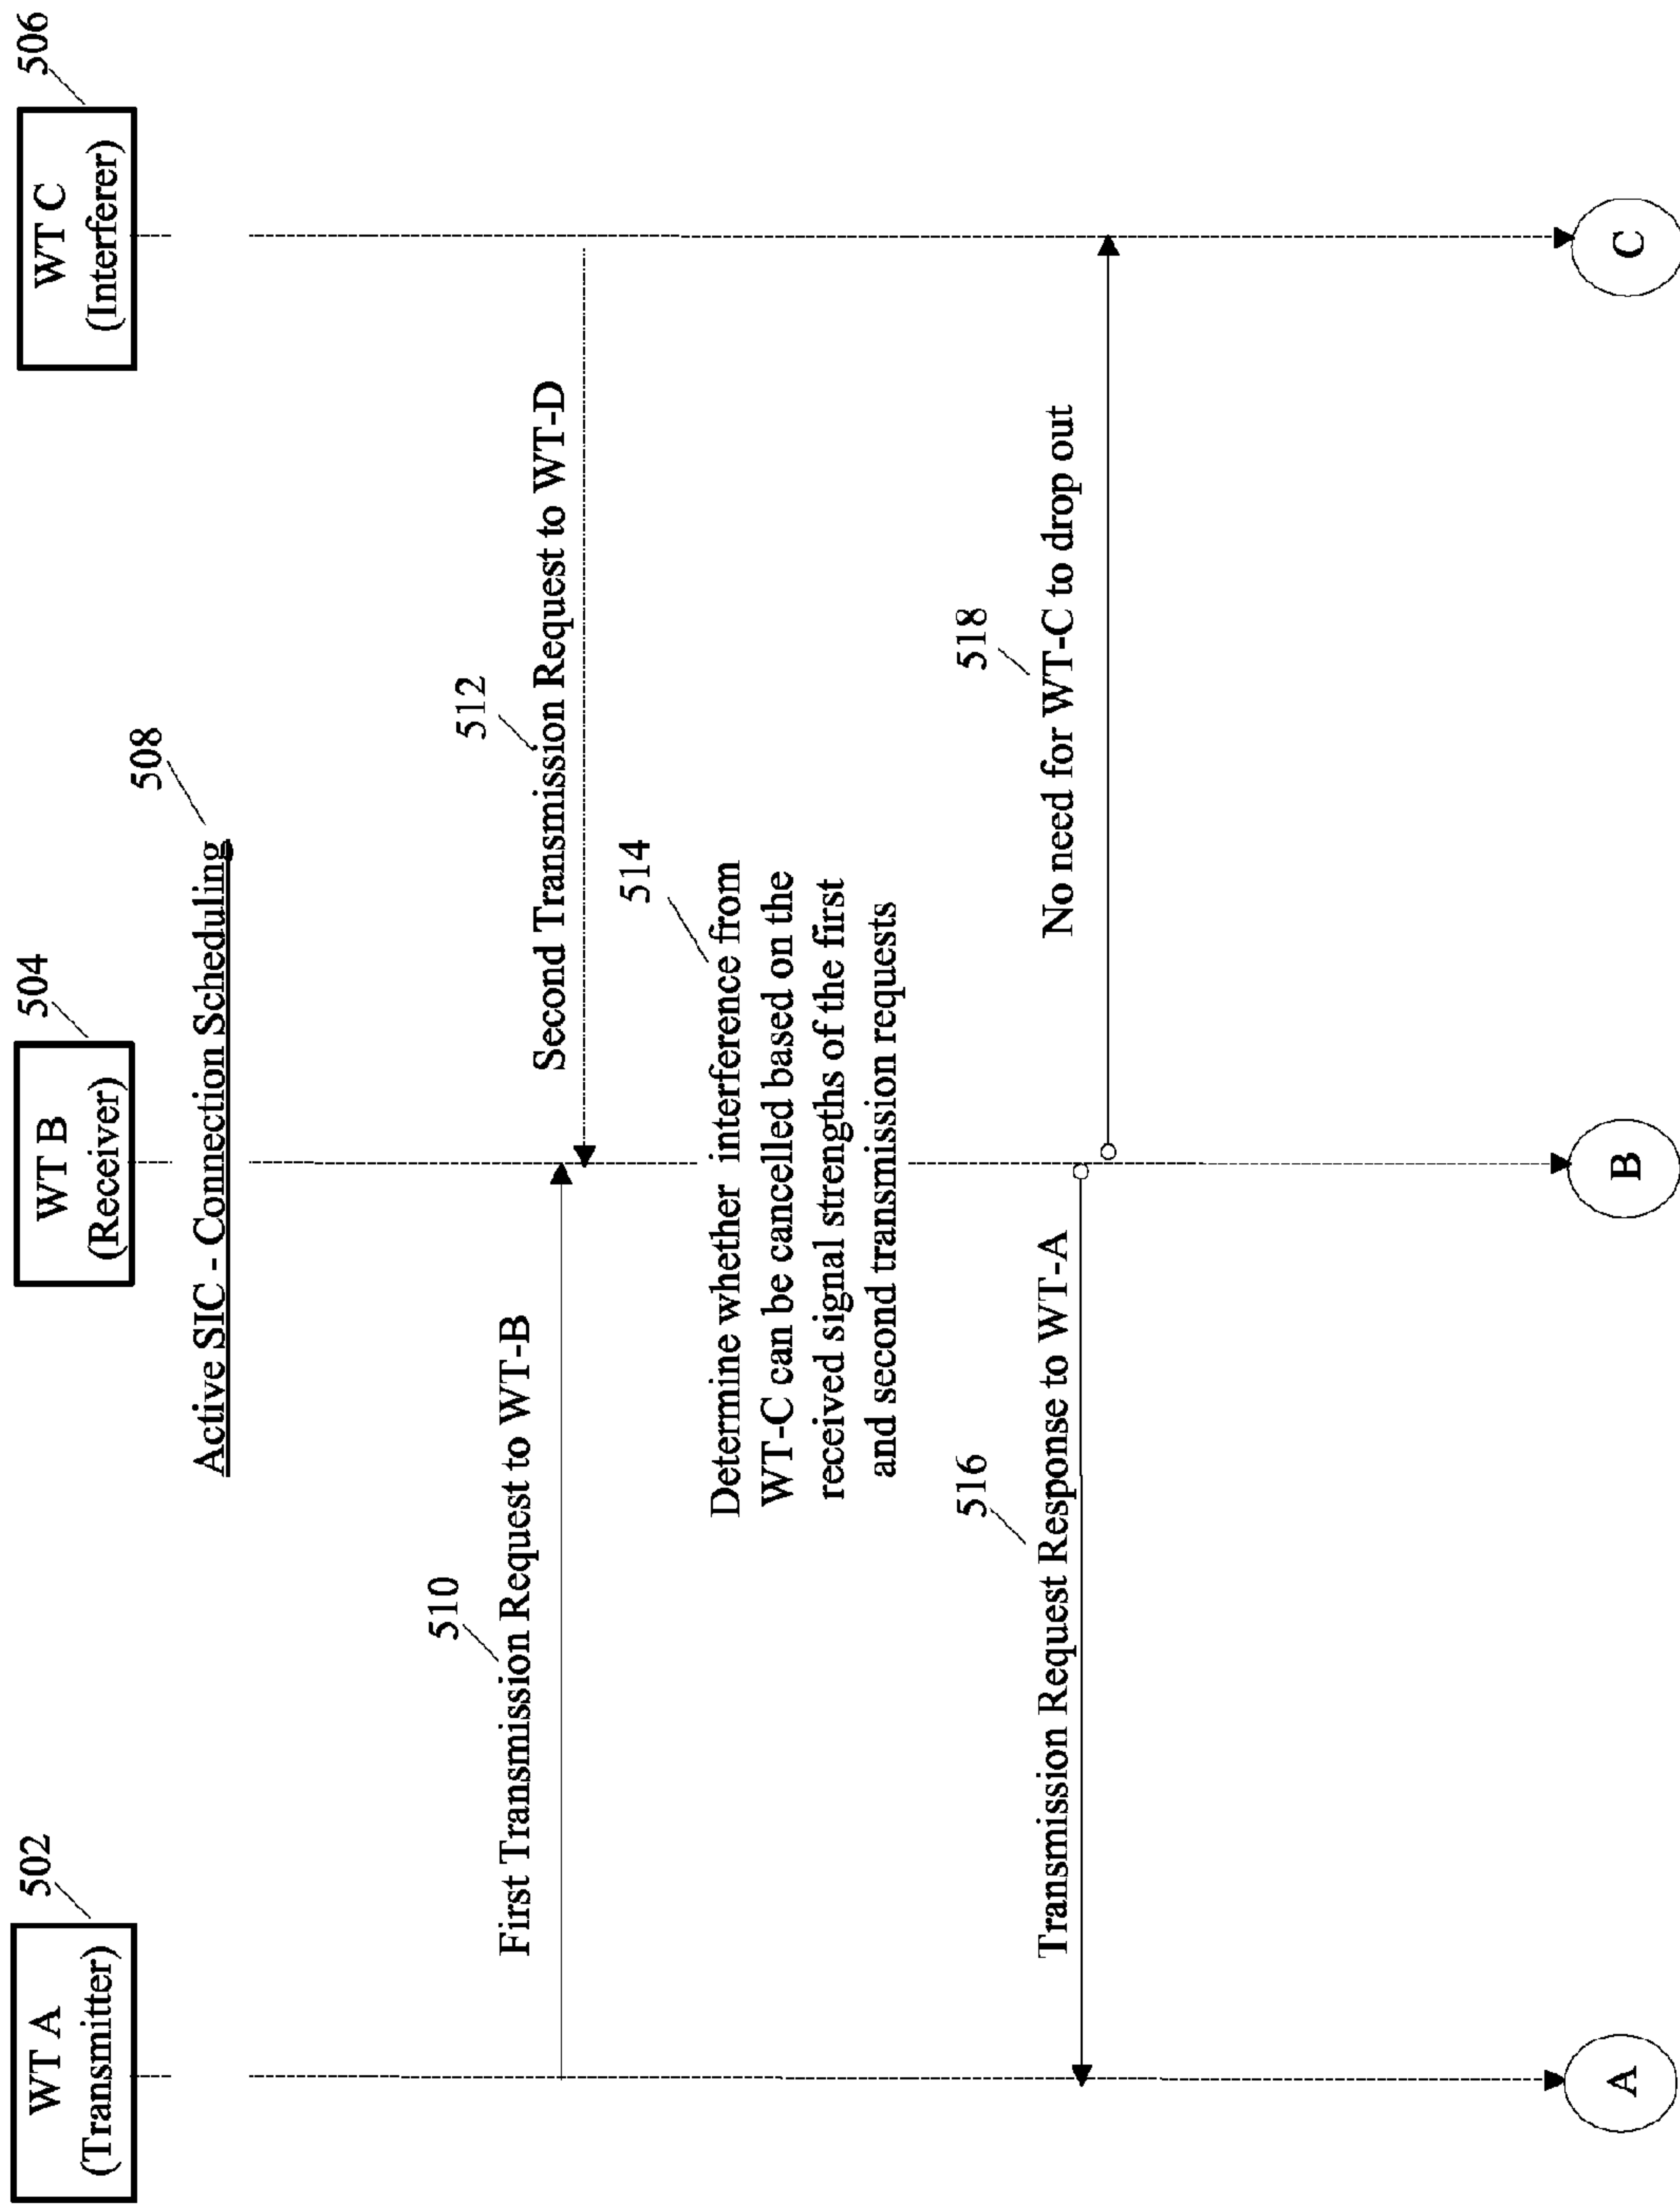 502
WT A
(Transmitter)
504
WT B
(Receiver)
506
WT C
(Interferer)
508
Active SIC - Connection Scheduling
510
First Transmission Request to WT-B
512
Second Transmission Request to WT-D
514
Determine whether interference from
WT-C can be cancelled based on the
received signal strengths of the first
and second transmission requests
516
Transmission Request Response to WT-A
518
No need for WT-C to drop out
A
B
C